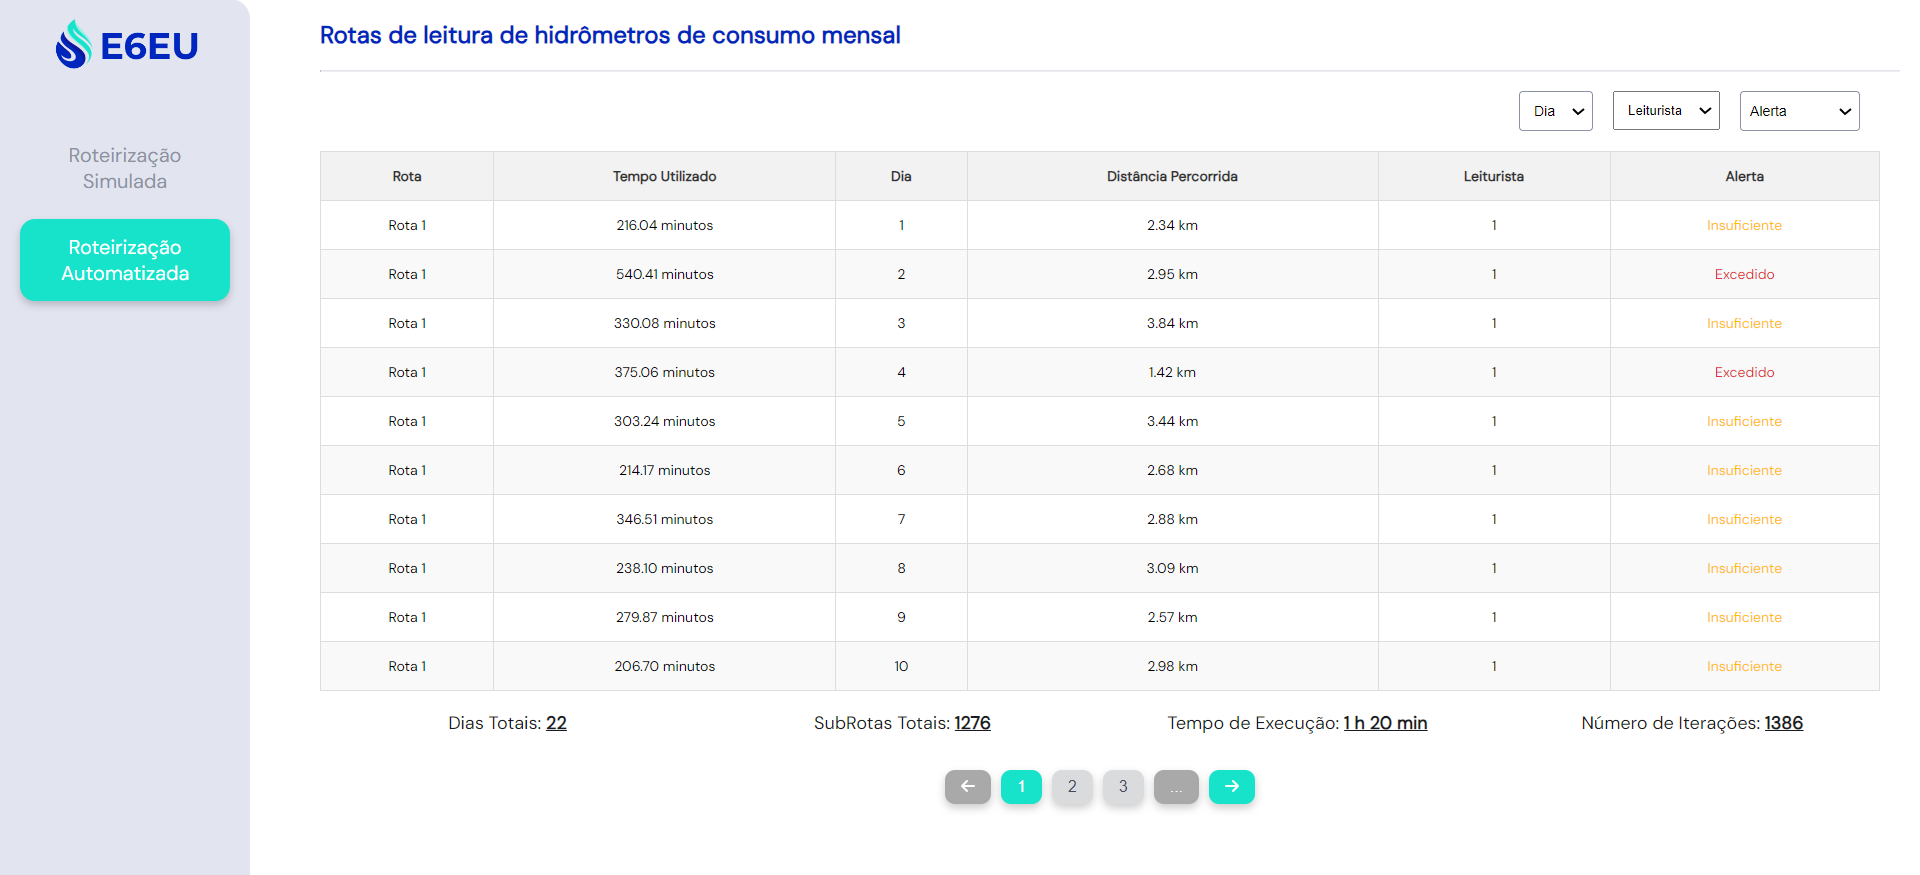 E6EU
Roteirização
Simulada
Roteirização
Automatizada
Rotas de leitura de hidrômetros de consumo mensal
Dia Leiturista Alerta
Rota Tempo Utilizado Dia Distância Percorrida Leiturista Alerta
Rota 1 216.04 minutos 1 2.34 km 1 Insuficiente
Rota 1 540.41 minutos 2 2.95 km 1 Excedido
Rota 1 330.08 minutos 3 3.84 km 1 Insuficiente
Rota 1 375.06 minutos 4 1.42 km 1 Excedido
Rota 1 303.24 minutos 5 3.44 km 1 Insuficiente
Rota 1 214.17 minutos 6 2.68 km 1 Insuficiente
Rota 1 346.51 minutos 7 2.88 km 1 Insuficiente
Rota 1 238.10 minutos 8 3.09 km 1 Insuficiente
Rota 1 279.87 minutos 9 2.57 km 1 Insuficiente
Rota 1 206.70 minutos 10 2.98 km 1 Insuficiente
Dias Totais: 22 SubRotas Totais: 1276 Tempo de Execução: 1 h 20 min Número de Iterações: 1386
← 1 2 3 ... →